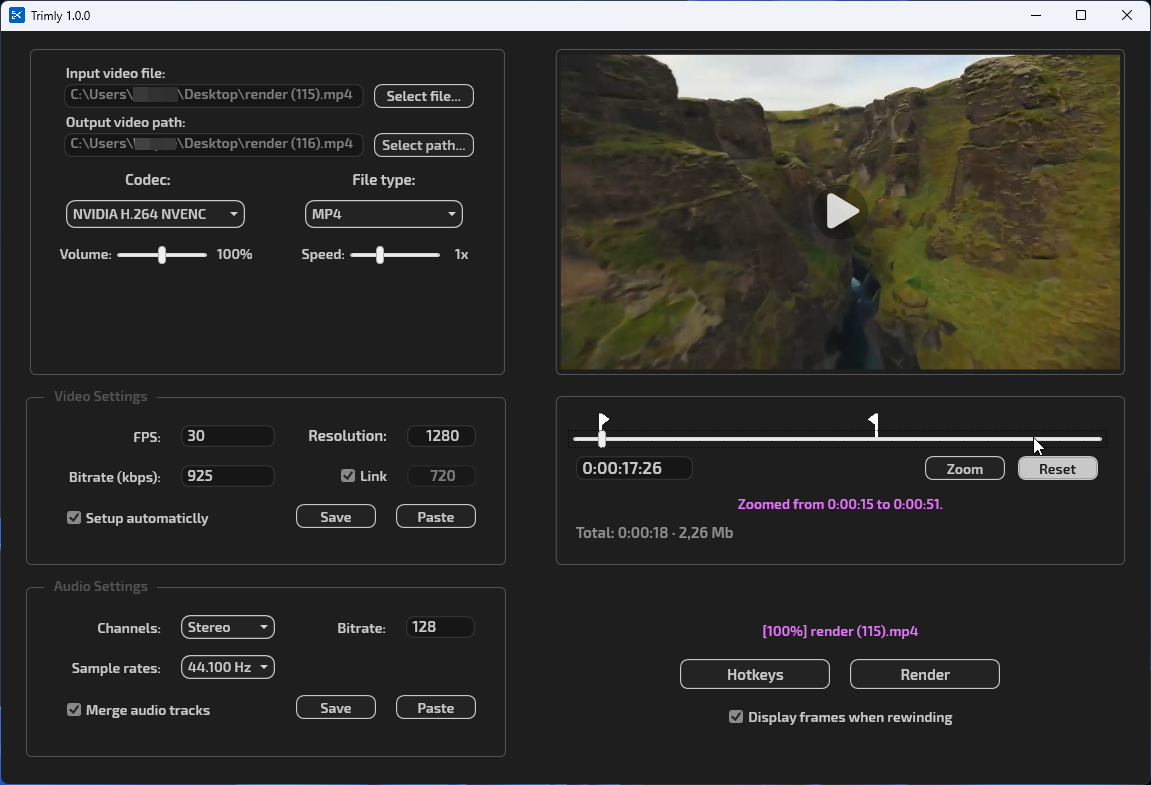 Trimly 1.0.0
Input video file:
C:\Users\ \Desktop\render (115).mp4
Select file...
Output video path:
C:\Users\ \Desktop\render (116).mp4
Select path...
Codec:
File type:
NVIDIA H.264 NVENC
MP4
Volume:
100%
Speed:
1x
Video Settings
FPS:
30
Resolution:
1280
Bitrate (kbps):
925
Link
720
Setup automaticlly
Save
Paste
Audio Settings
Channels:
Stereo
Bitrate:
128
Sample rates:
44.100 Hz
Merge audio tracks
Save
Paste
0:00:17:26
Zoom
Reset
Zoomed from 0:00:15 to 0:00:51.
Total: 0:00:18 · 2,26 Mb
[100%] render (115).mp4
Hotkeys
Render
Display frames when rewinding